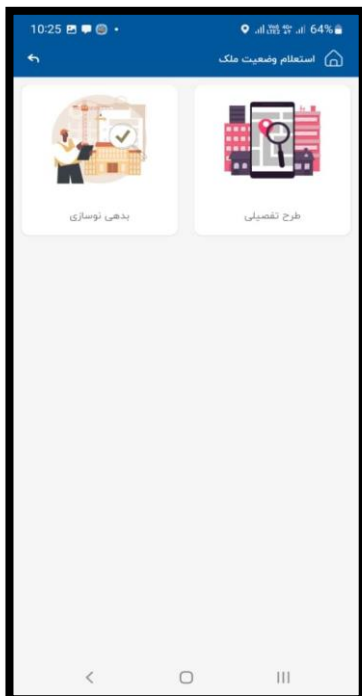 10:25 64%
استعلام وضعیت ملک
طرح تفصیلی
بدهی نوسازی